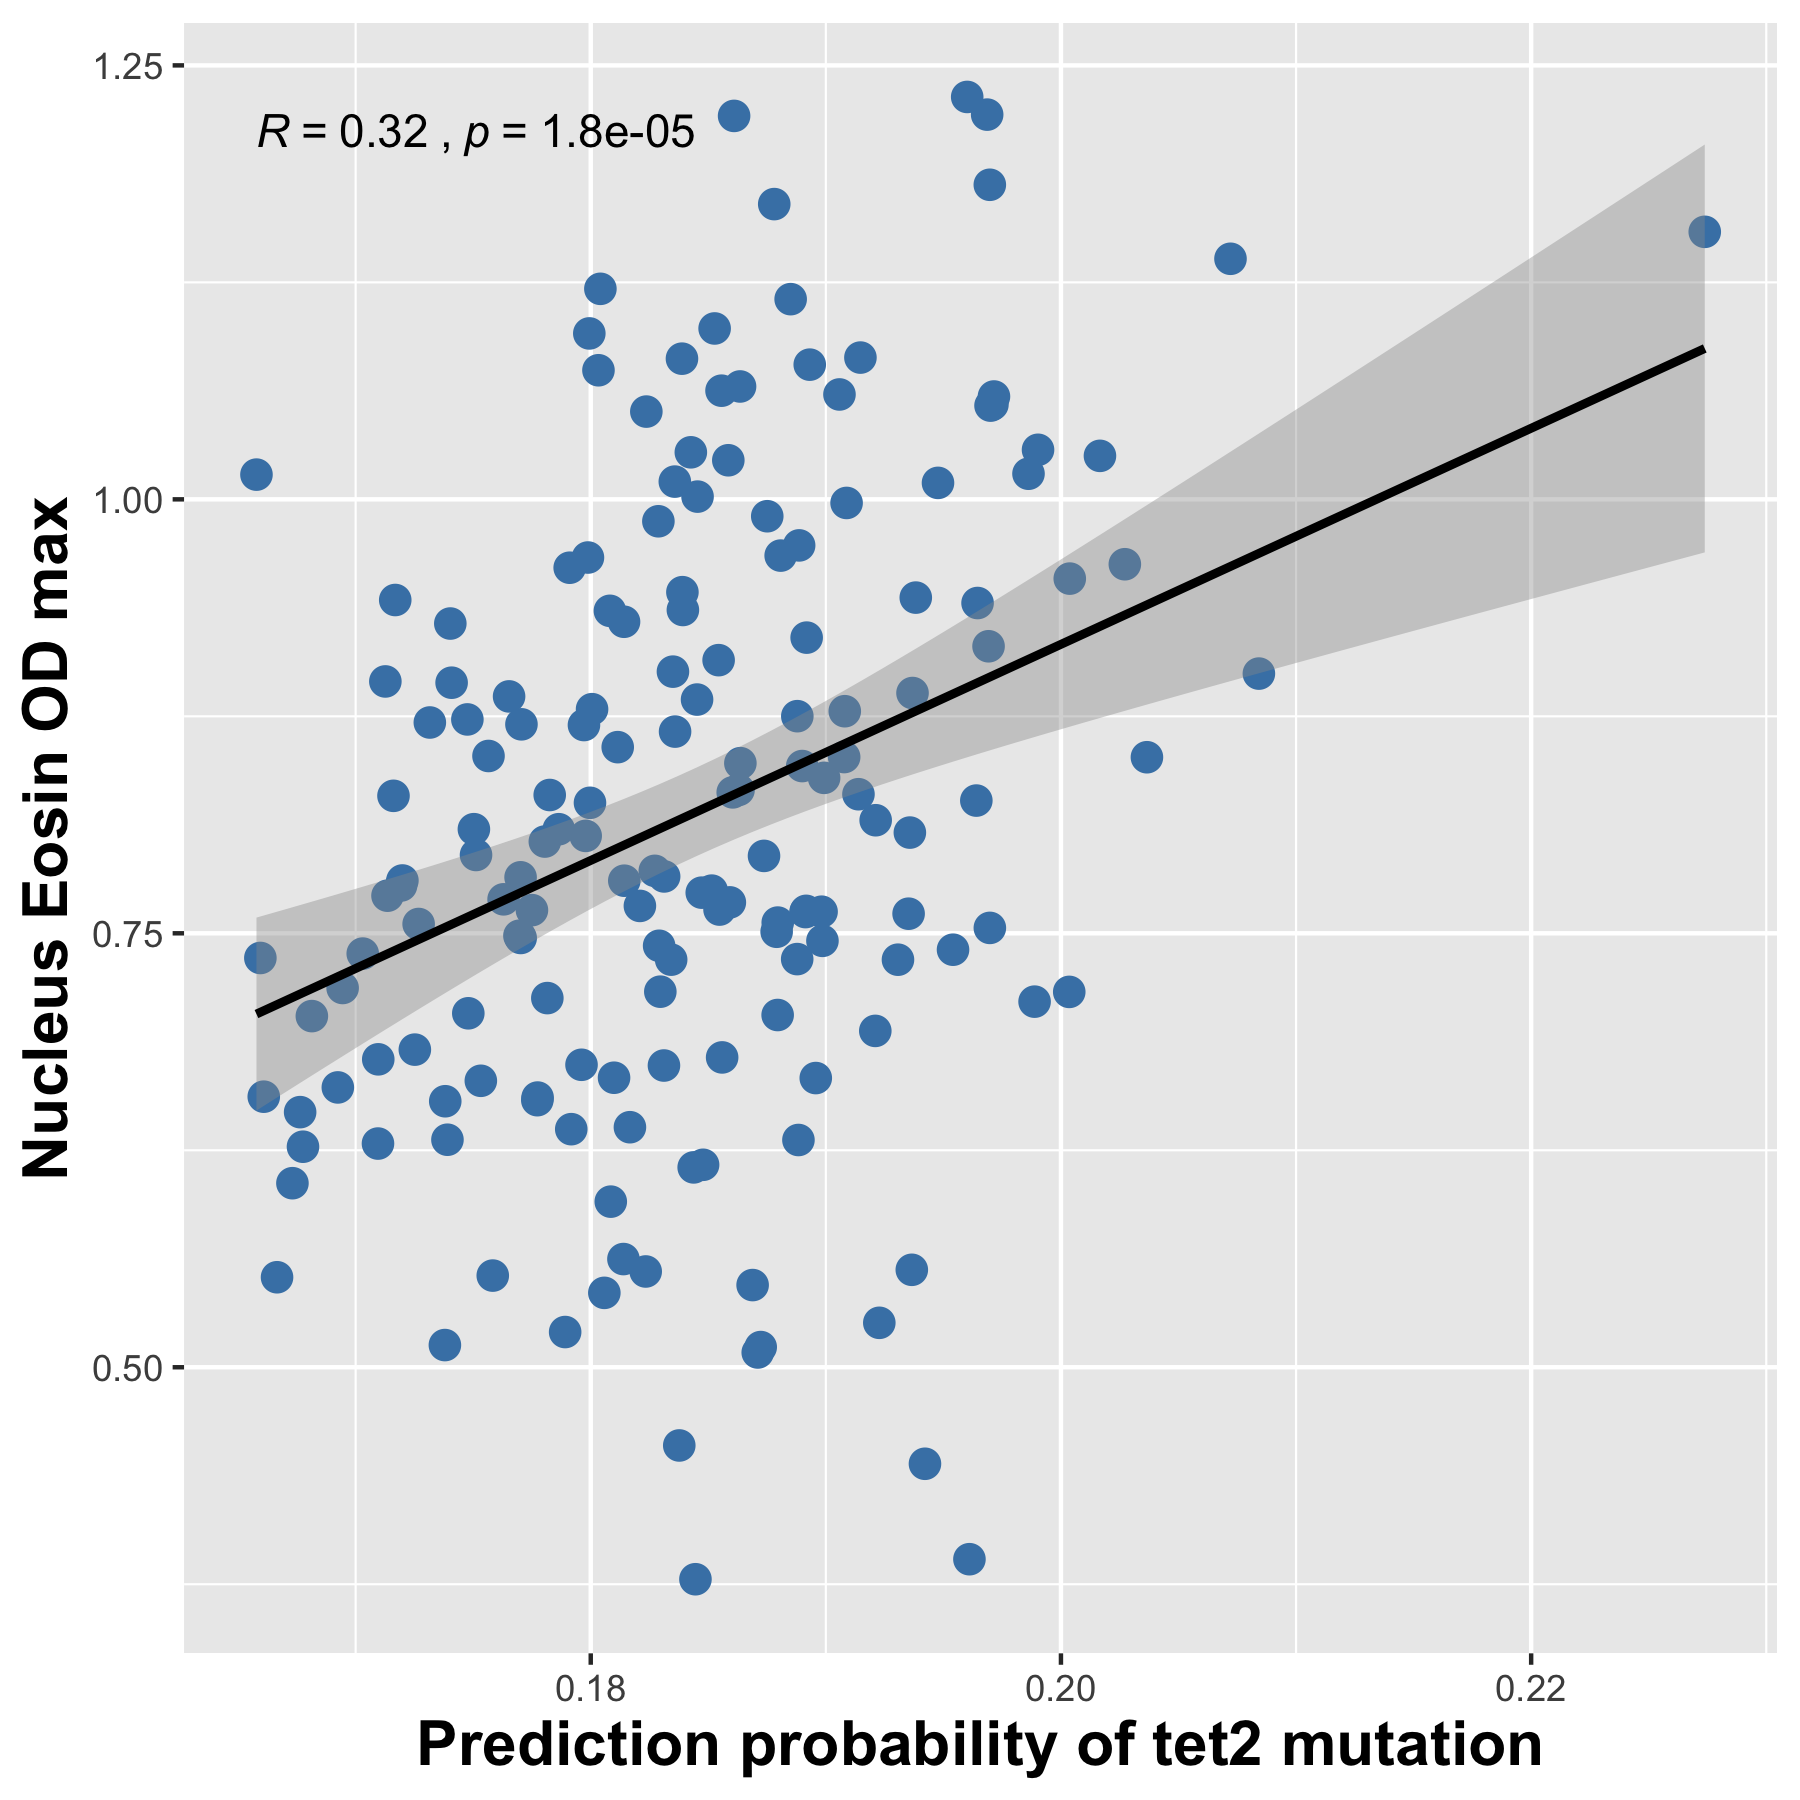 R = 0.32 , p = 1.8e-05
Nucleus Eosin OD max
1.25
1.00
0.75
0.50
0.18
0.20
0.22
Prediction probability of tet2 mutation